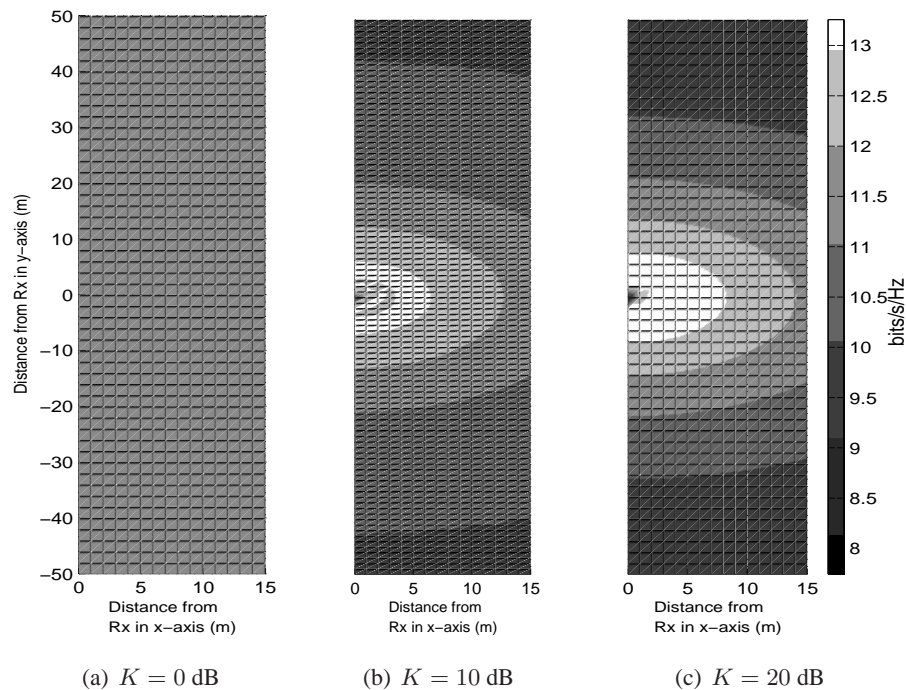 50
40
30
20
10
0
−10
−20
−30
−40
−50
Distance from Rx in y−axis (m)
0 5 10 15
Distance from
Rx in x−axis (m)
0 5 10 15
Distance from
Rx in x−axis (m)
0 5 10 15
Distance from
Rx in x−axis (m)
13
12.5
12
11.5
11
10.5
10
9.5
9
8.5
8
bits/s/Hz
(a) K = 0 dB
(b) K = 10 dB
(c) K = 20 dB